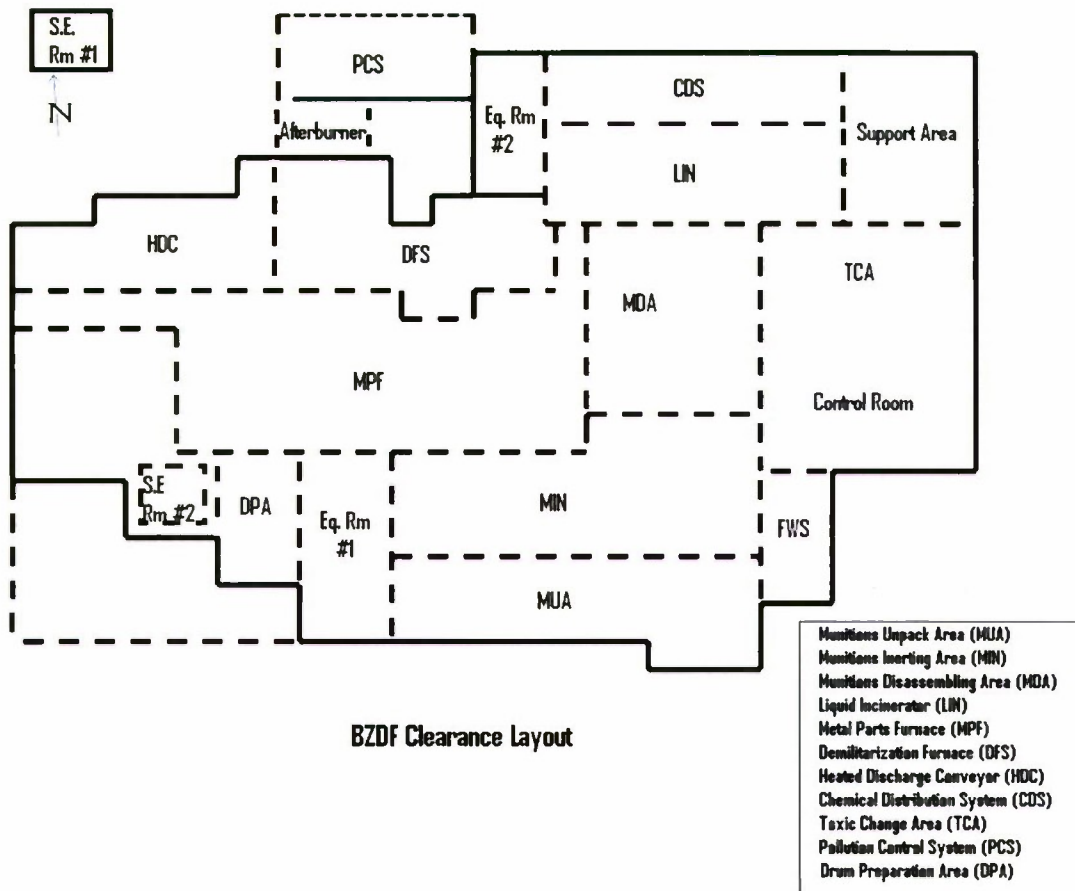 S.E.
Rm #1
N
PCS
Afterburner
Eq. Rm
#2
CDS
LIN
Support Area
HDC
DFS
MDA
TCA
MPF
Control Room
S.E
Rm #2
DPA
Eq. Rm
#1
MIN
FWS
MUA
BZDF Clearance Layout
Munitions Unpack Area (MUA)
Munitions Inerting Area (MIN)
Munitions Disassembling Area (MDA)
Liquid Incinerator (LIN)
Metal Parts Furnace (MPF)
Demilitarization Furnace (DFS)
Heated Discharge Conveyor (HDC)
Chemical Distribution System (CDS)
Toxic Change Area (TCA)
Pollution Control System (PCS)
Drum Preparation Area (DPA)